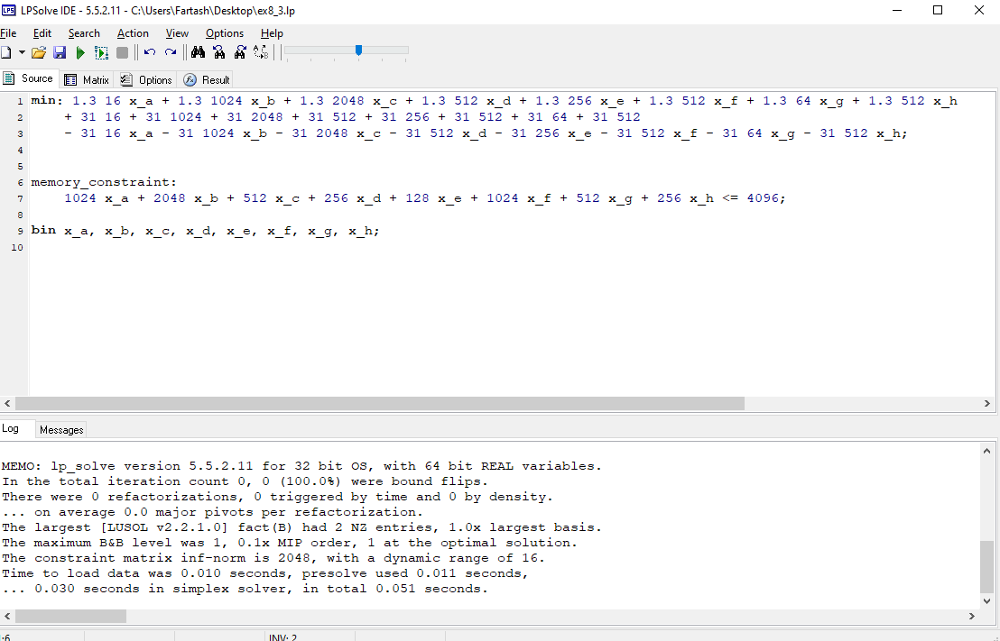 LPS LPSolve IDE - 5.5.2.11 - C:\Users\Fartash\Desktop\ex8_3.lp
File Edit Search Action View Options Help
Source Matrix Options Result
1 min: 1.3 16 x_a + 1.3 1024 x_b + 1.3 2048 x_c + 1.3 512 x_d + 1.3 256 x_e + 1.3 512 x_f + 1.3 64 x_g + 1.3 512 x_h
2 + 31 16 + 31 1024 + 31 2048 + 31 512 + 31 256 + 31 512 + 31 64 + 31 512
3 - 31 16 x_a - 31 1024 x_b - 31 2048 x_c - 31 512 x_d - 31 256 x_e - 31 512 x_f - 31 64 x_g - 31 512 x_h;
4
5
6 memory_constraint:
7 1024 x_a + 2048 x_b + 512 x_c + 256 x_d + 128 x_e + 1024 x_f + 512 x_g + 256 x_h <= 4096;
8
9 bin x_a, x_b, x_c, x_d, x_e, x_f, x_g, x_h;
10
Log Messages
MEMO: lp_solve version 5.5.2.11 for 32 bit OS, with 64 bit REAL variables.
In the total iteration count 0, 0 (100.0%) were bound flips.
There were 0 refactorizations, 0 triggered by time and 0 by density.
... on average 0.0 major pivots per refactorization.
The largest [LUSOL v2.2.1.0] fact(B) had 2 NZ entries, 1.0x largest basis.
The maximum B&B level was 1, 0.1x MIP order, 1 at the optimal solution.
The constraint matrix inf-norm is 2048, with a dynamic range of 16.
Time to load data was 0.010 seconds, presolve used 0.011 seconds,
... 0.030 seconds in simplex solver, in total 0.051 seconds.
:6 INV: 2